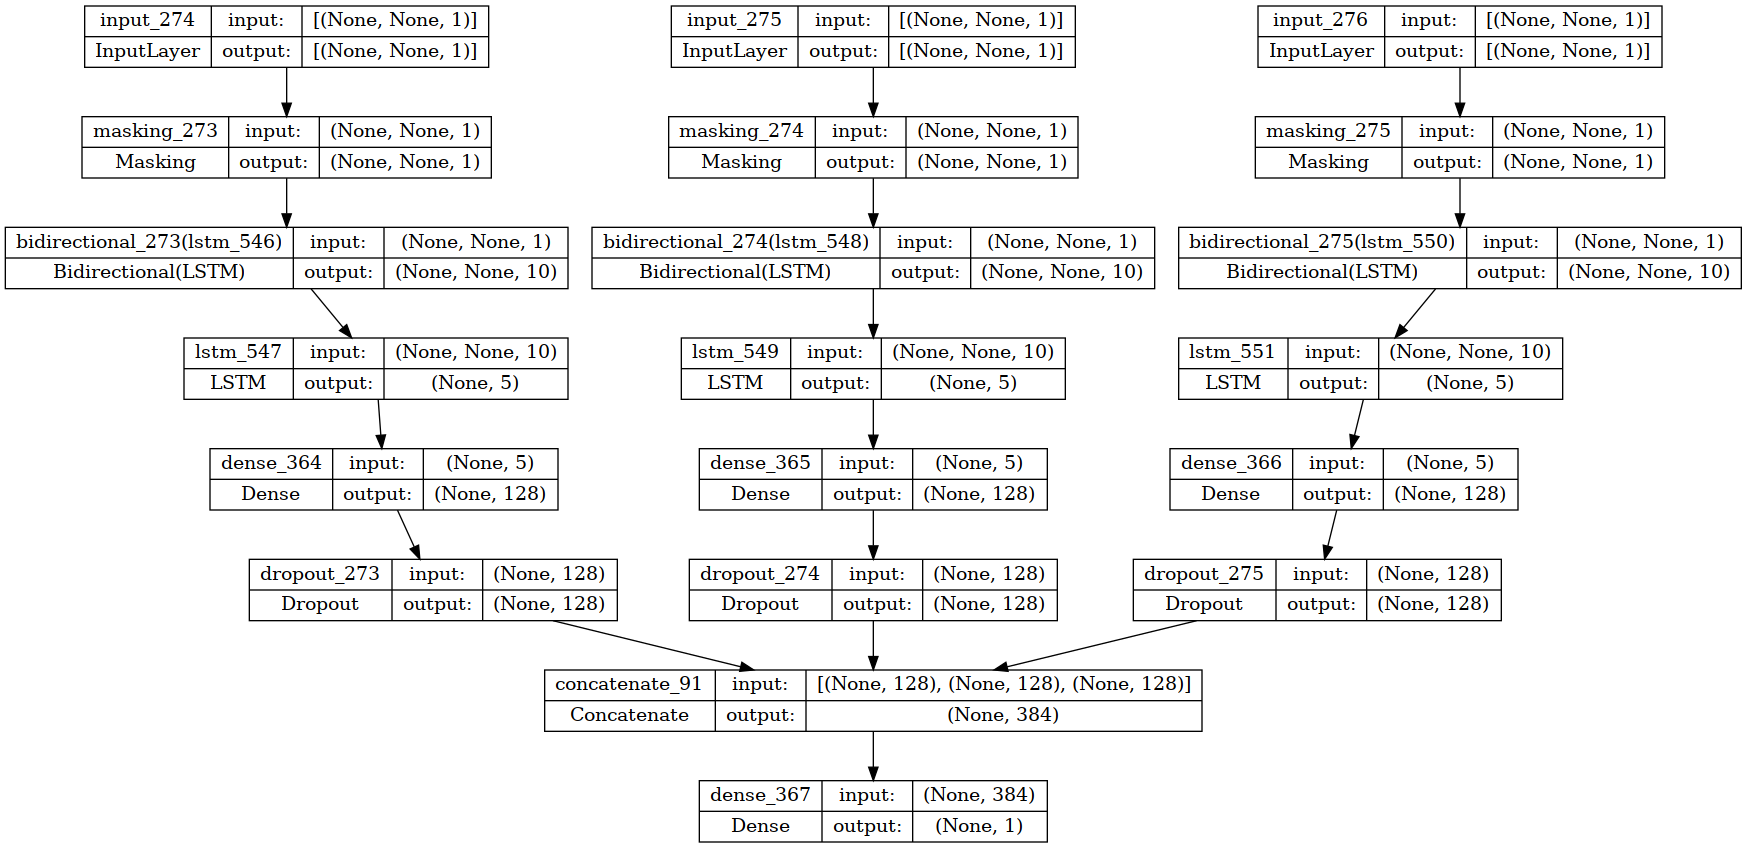 input_274 input: [(None, None, 1)]
InputLayer output: [(None, None, 1)]
input_275 input: [(None, None, 1)]
InputLayer output: [(None, None, 1)]
input_276 input: [(None, None, 1)]
InputLayer output: [(None, None, 1)]
masking_273 input: (None, None, 1)
Masking output: (None, None, 1)
masking_274 input: (None, None, 1)
Masking output: (None, None, 1)
masking_275 input: (None, None, 1)
Masking output: (None, None, 1)
bidirectional_273(lstm_546) input: (None, None, 1)
Bidirectional(LSTM) output: (None, None, 10)
bidirectional_274(lstm_548) input: (None, None, 1)
Bidirectional(LSTM) output: (None, None, 10)
bidirectional_275(lstm_550) input: (None, None, 1)
Bidirectional(LSTM) output: (None, None, 10)
lstm_547 input: (None, None, 10)
LSTM output: (None, 5)
lstm_549 input: (None, None, 10)
LSTM output: (None, 5)
lstm_551 input: (None, None, 10)
LSTM output: (None, 5)
dense_364 input: (None, 5)
Dense output: (None, 128)
dense_365 input: (None, 5)
Dense output: (None, 128)
dense_366 input: (None, 5)
Dense output: (None, 128)
dropout_273 input: (None, 128)
Dropout output: (None, 128)
dropout_274 input: (None, 128)
Dropout output: (None, 128)
dropout_275 input: (None, 128)
Dropout output: (None, 128)
concatenate_91 input: [(None, 128), (None, 128), (None, 128)]
Concatenate output: (None, 384)
dense_367 input: (None, 384)
Dense output: (None, 1)